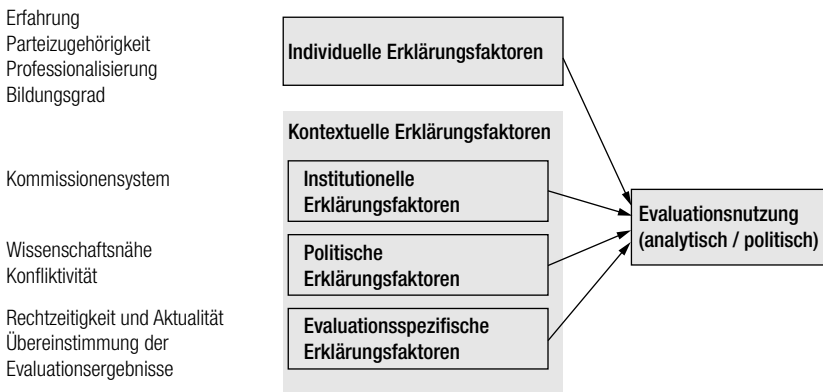 Erfahrung
Parteizugehörigkeit
Professionalisierung
Bildungsgrad
Individuelle Erklärungsfaktoren
Kontextuelle Erklärungsfaktoren
Kommissionensystem
Institutionelle
Erklärungsfaktoren
Wissenschaftsnähe
Konfliktivität
Politische
Erklärungsfaktoren
Rechtzeitigkeit und Aktualität
Übereinstimmung der
Evaluationsergebnisse
Evaluationsspezifische
Erklärungsfaktoren
Evaluationsnutzung
(analytisch / politisch)